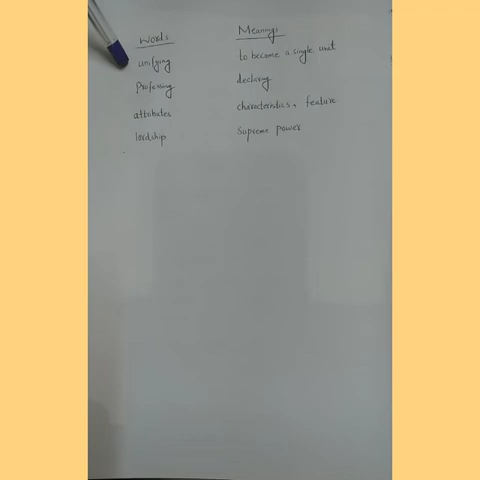 Words Meanings
unifying to become a single unit
Professing declaring
attributes characteristics, feature
lordship Supreme power